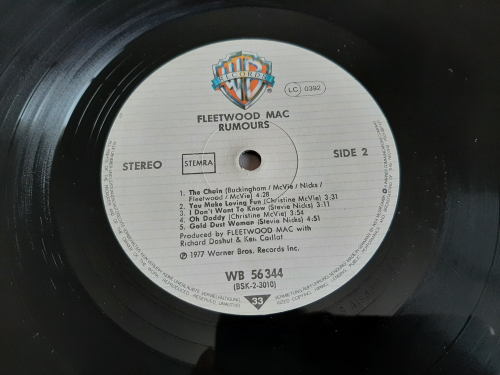 RECORDS
LC 0392
FLEETWOOD MAC
RUMOURS
STEREO
STEMRA
SIDE 2
1. The Chain (Buckingham / McVie / Nicks /
Fleetwood / McVie) 4:28
2. You Make Loving Fun (Christine McVie) 3:31
3. I Don't Want To Know (Stevie Nicks) 3:11
4. Oh Daddy (Christine McVie) 3:54
5. Gold Dust Woman (Stevie Nicks) 4:51
Produced by FLEETWOOD MAC with
Richard Dashut & Ken Caillat
℗ 1977 Warner Bros. Records Inc.
WB 56 344
(BSK-2-3010)
33